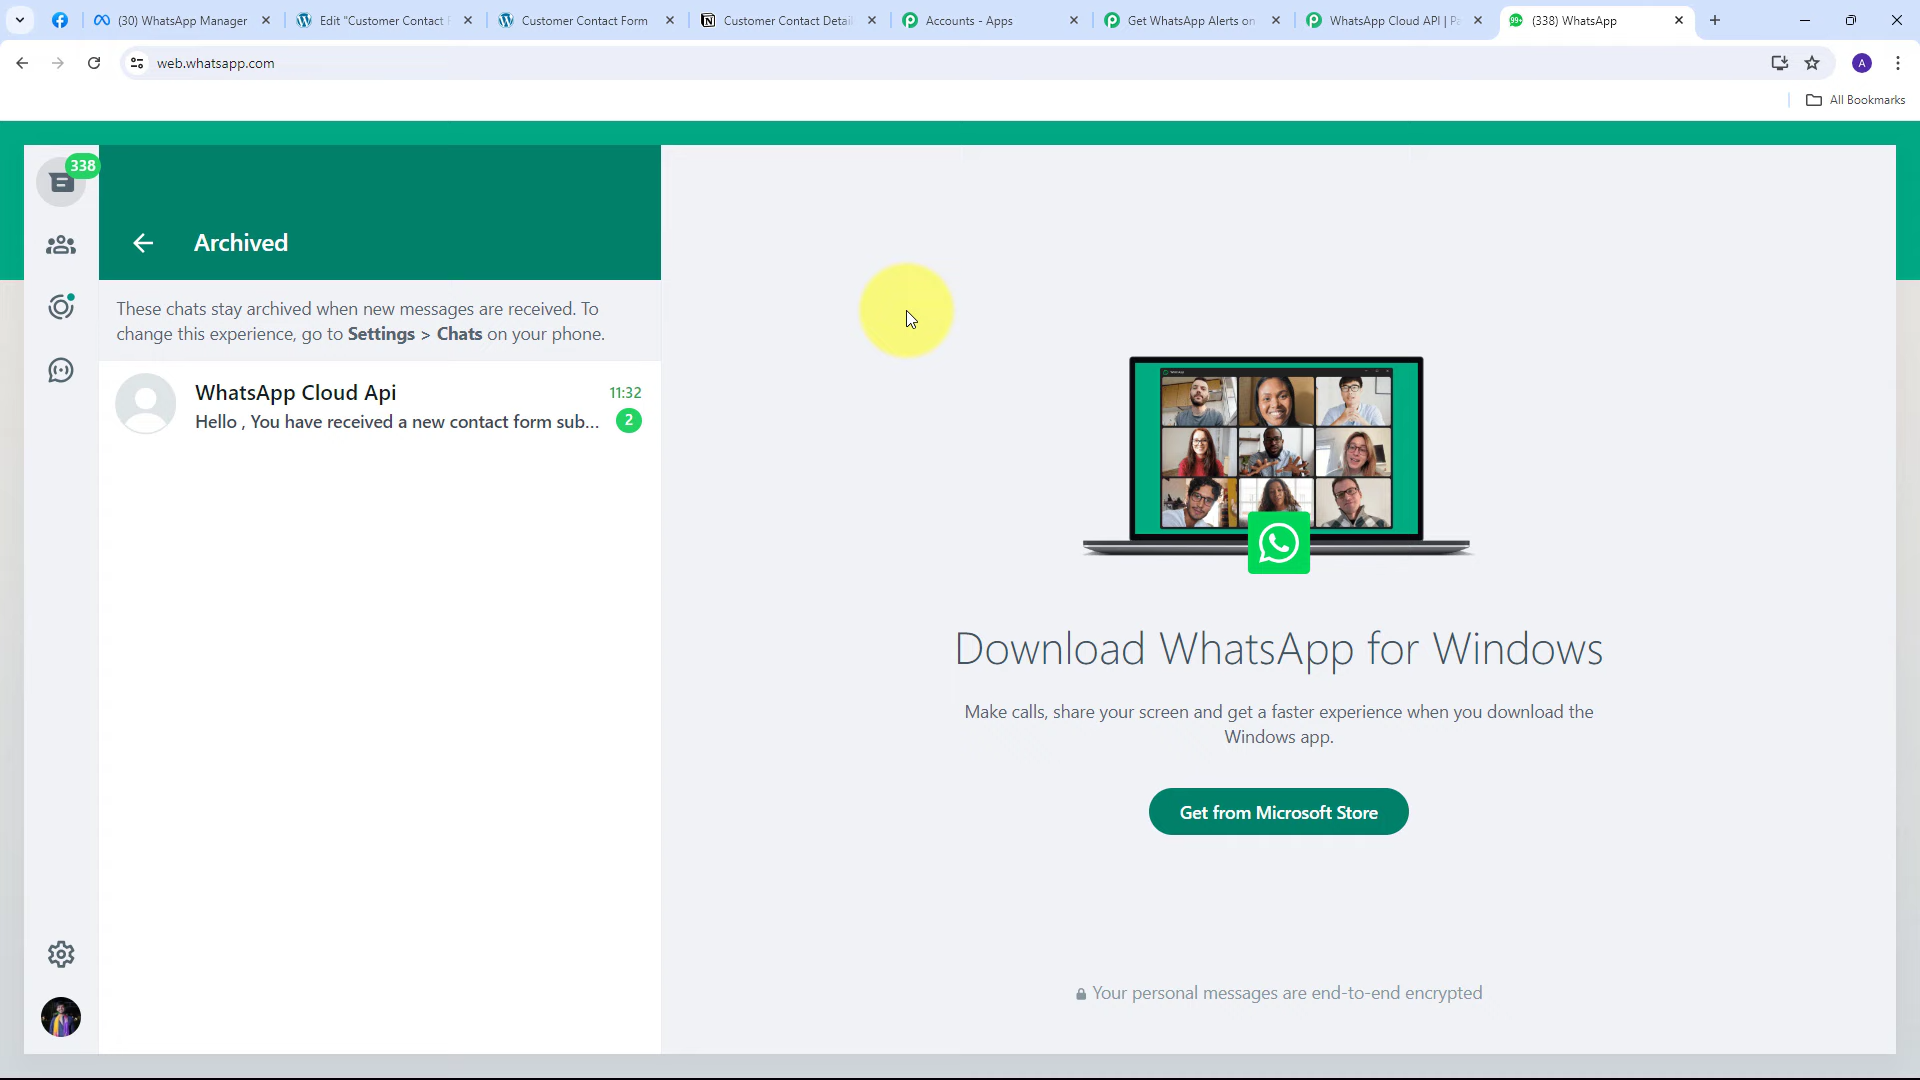 (30) WhatsApp Manager
Edit "Customer Contact F
Customer Contact Form
Customer Contact Detail
Accounts - Apps
Get WhatsApp Alerts on
WhatsApp Cloud API | Pa
99+
(338) WhatsApp
web.whatsapp.com
A
All Bookmarks
338
Archived
These chats stay archived when new messages are received. To
change this experience, go to Settings > Chats on your phone.
WhatsApp Cloud Api
11:32
Hello , You have received a new contact form sub...
2
Download WhatsApp for Windows
Make calls, share your screen and get a faster experience when you download the
Windows app.
Get from Microsoft Store
Your personal messages are end-to-end encrypted